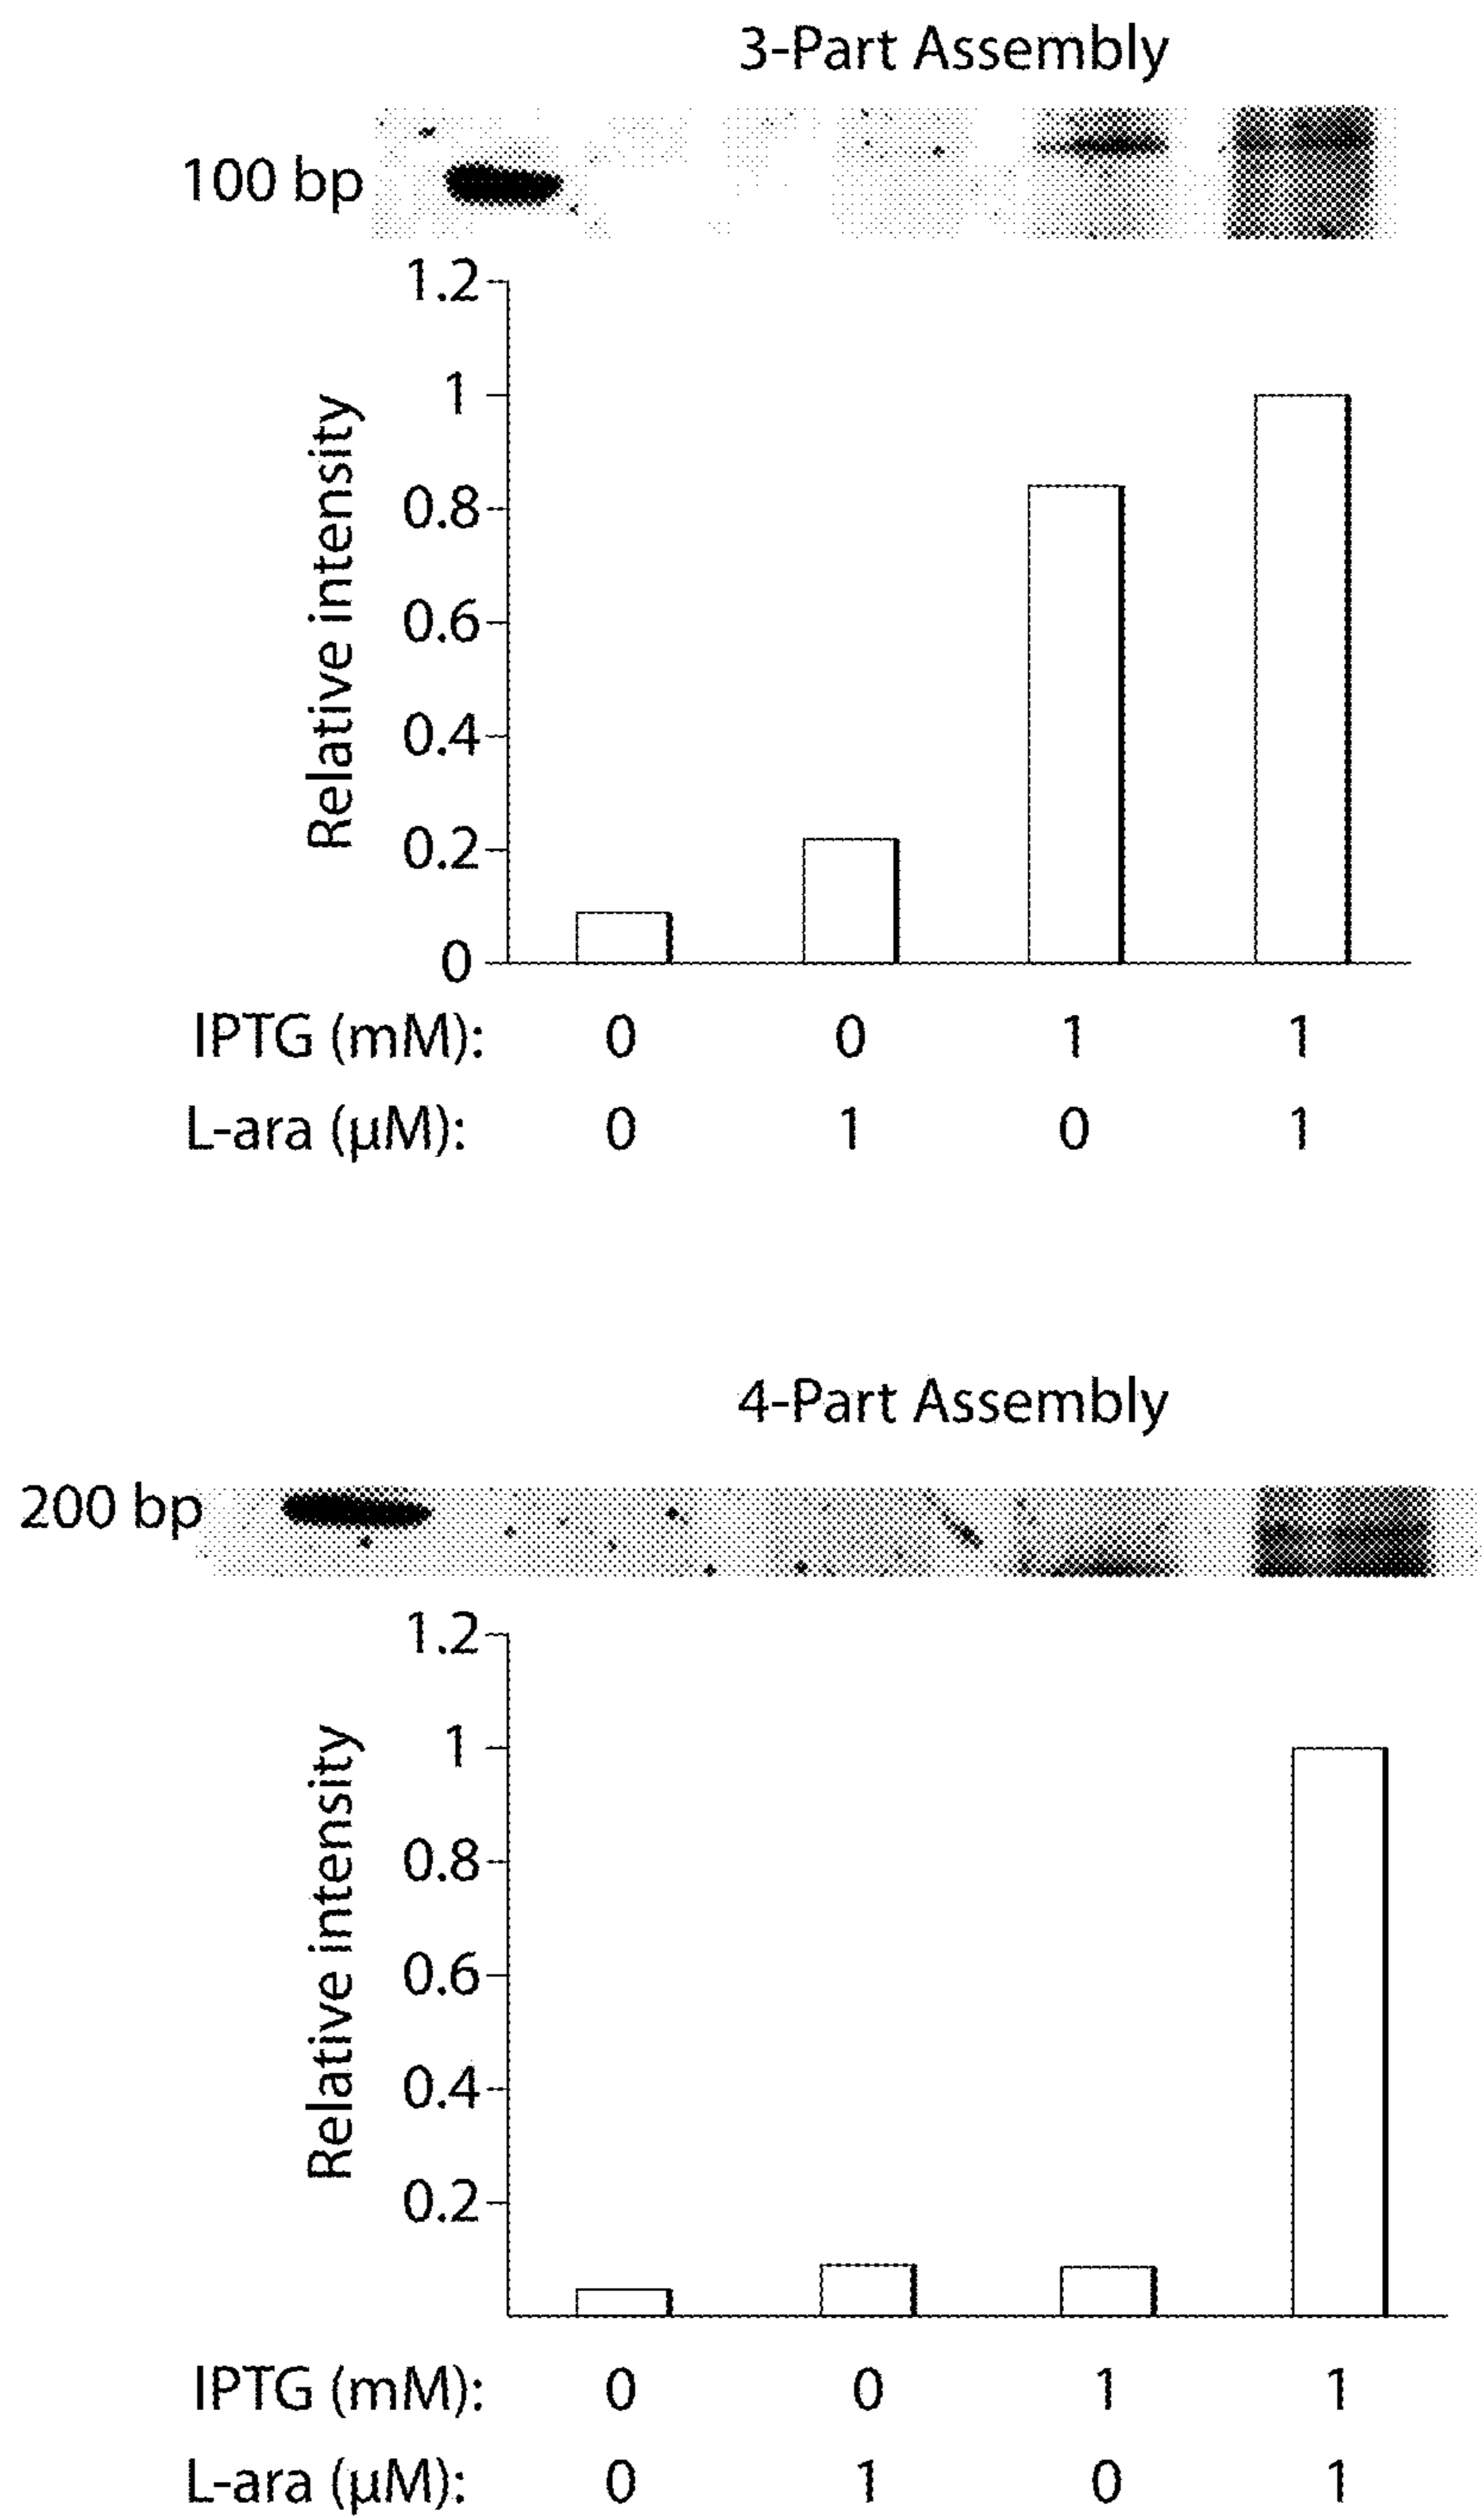 3-Part Assembly
100 bp
1.2
1
0.8
0.6
0.4
0.2
0
Relative intensity
IPTG (mM): 0 0 1 1
L-ara (µM): 0 1 0 1
4-Part Assembly
200 bp
1.2
1
0.8
0.6
0.4
0.2
Relative intensity
IPTG (mM): 0 0 1 1
L-ara (µM): 0 1 0 1